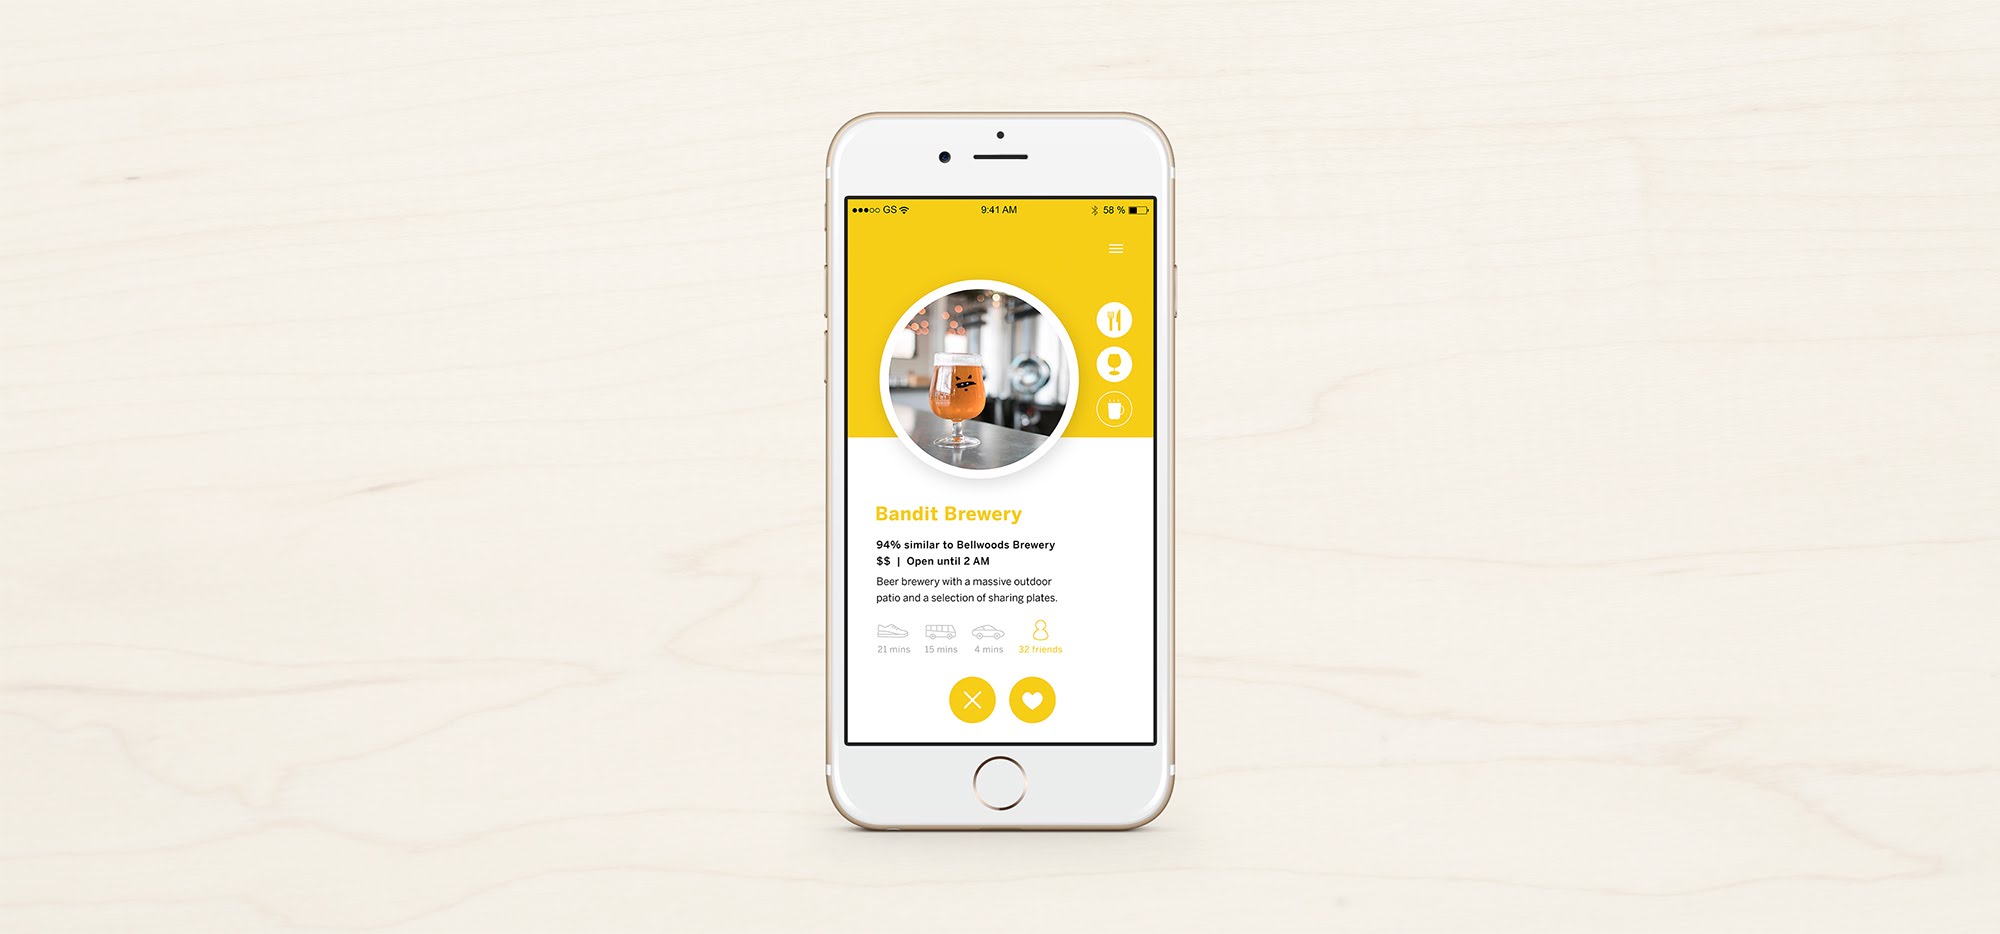 GS 9:41 AM 58 %
Bandit Brewery
94% similar to Bellwoods Brewery
$$ | Open until 2 AM
Beer brewery with a massive outdoor
patio and a selection of sharing plates.
21 mins 15 mins 4 mins 32 friends